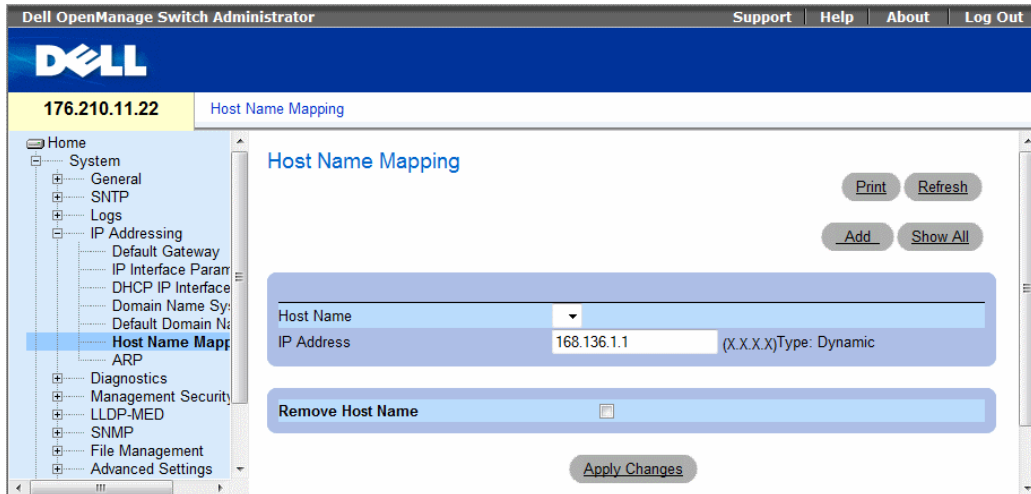 Dell OpenManage Switch Administrator
Support Help About Log Out
DELL
176.210.11.22
Host Name Mapping
Home
System
General
SNTP
Logs
IP Addressing
Default Gateway
IP Interface Param
DHCP IP Interface
Domain Name Sy
Default Domain Na
Host Name Mapp
ARP
Diagnostics
Management Security
LLDP-MED
SNMP
File Management
Advanced Settings
Host Name Mapping
Print Refresh
Add Show All
Host Name
IP Address 168.136.1.1 (X.X.X.X)Type: Dynamic
Remove Host Name
Apply Changes